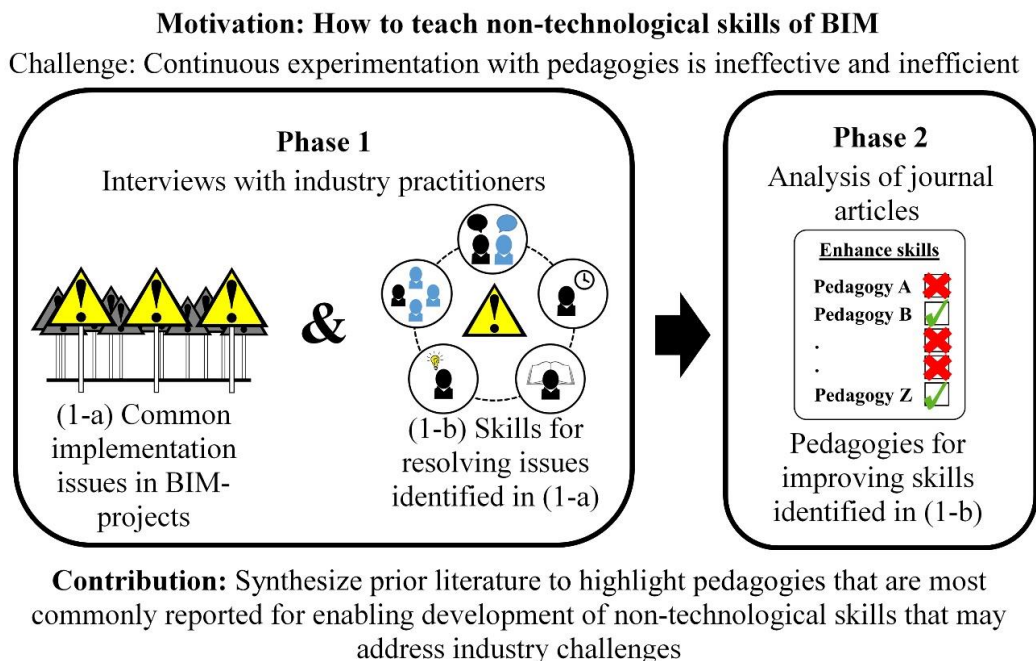 Motivation: How to teach non-technological skills of BIM
Challenge: Continuous experimentation with pedagogies is ineffective and inefficient
Phase 1
Interviews with industry practitioners
&
(1-a) Common
implementation
issues in BIM-
projects
(1-b) Skills for
resolving issues
identified in (1-a)
Phase 2
Analysis of journal
articles
Enhance skills
Pedagogy A
Pedagogy B
.
.
Pedagogy Z
Pedagogies for
improving skills
identified in (1-b)
Contribution: Synthesize prior literature to highlight pedagogies that are most
commonly reported for enabling development of non-technological skills that may
address industry challenges